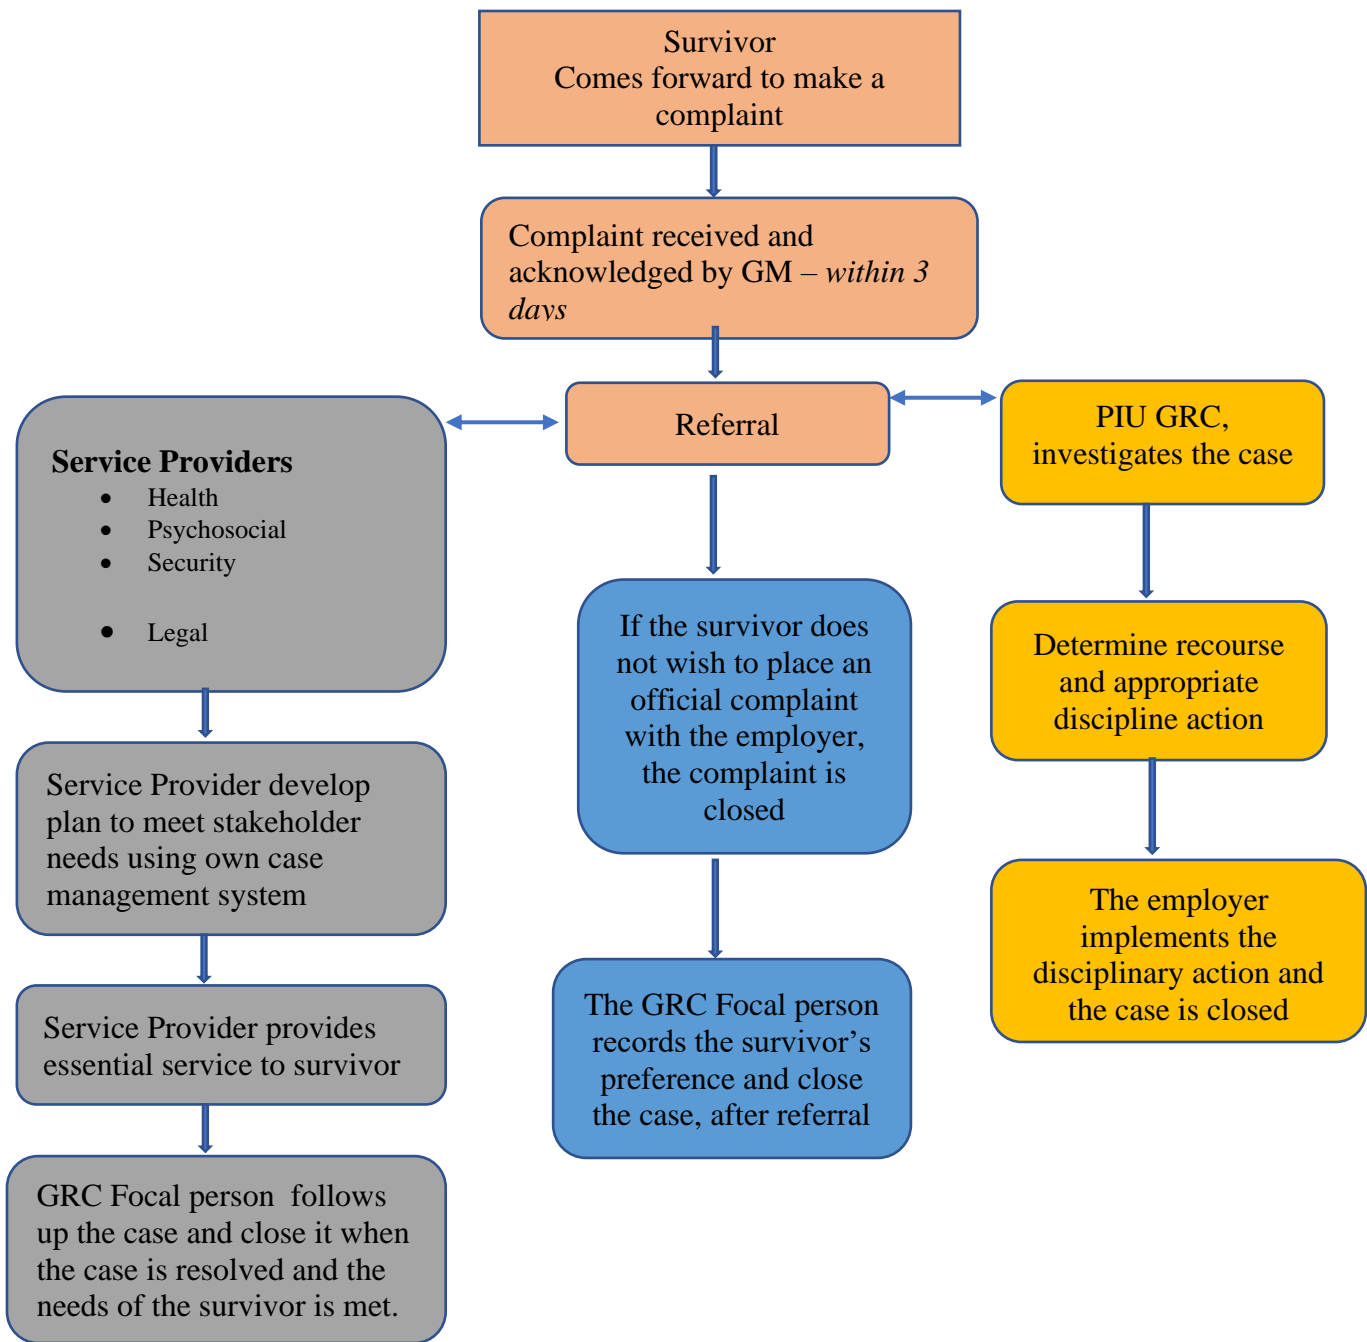 Survivor
Comes forward to make a
complaint
Complaint received and
acknowledged by GM – within 3
days
Referral
Service Providers
• Health
• Psychosocial
• Security
• Legal
Service Provider develop
plan to meet stakeholder
needs using own case
management system
Service Provider provides
essential service to survivor
GRC Focal person  follows
up the case and close it when
the case is resolved and the
needs of the survivor is met.
If the survivor does
not wish to place an
official complaint
with the employer,
the complaint is
closed
The GRC Focal person
records the survivor’s
preference and close
the case, after referral
PIU GRC,
investigates the case
Determine recourse
and appropriate
discipline action
The employer
implements the
disciplinary action and
the case is closed